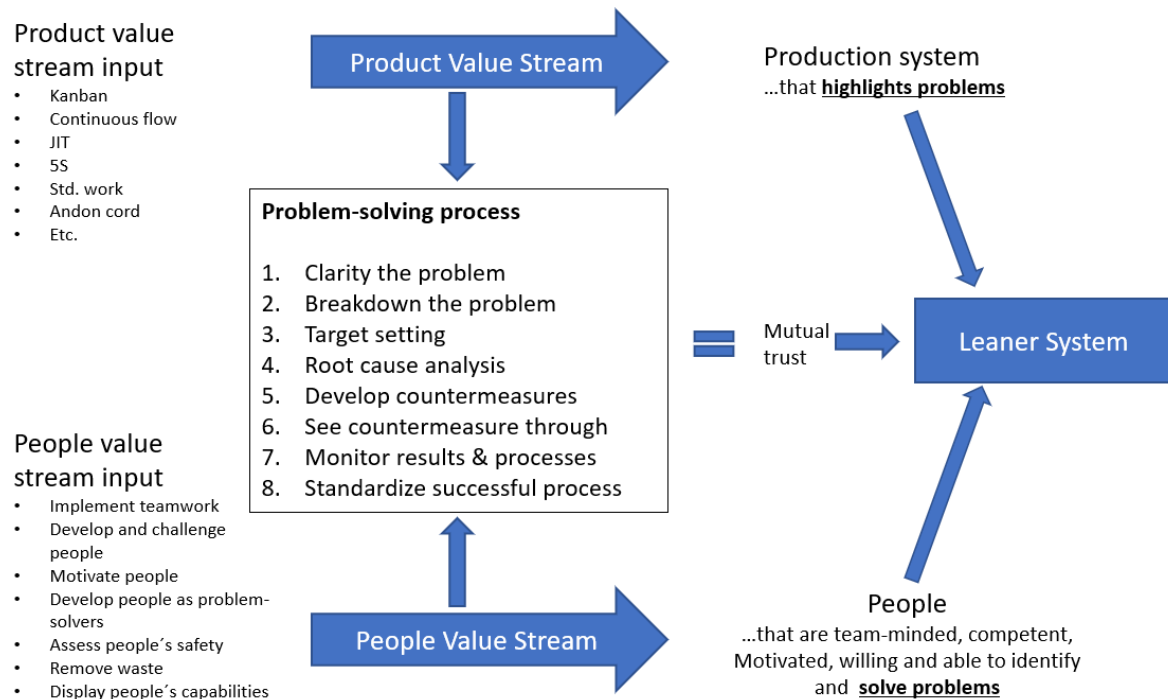 Product value
stream input
• Kanban
• Continuous flow
• JIT
• 5S
• Std. work
• Andon cord
• Etc.
Product Value Stream
Production system
...that highlights problems
Problem-solving process
1. Clarity the problem
2. Breakdown the problem
3. Target setting
4. Root cause analysis
5. Develop countermeasures
6. See countermeasure through
7. Monitor results & processes
8. Standardize successful process
Mutual
trust
Leaner System
People value
stream input
• Implement teamwork
• Develop and challenge
people
• Motivate people
• Develop people as problem-
solvers
• Assess people´s safety
• Remove waste
• Display people´s capabilities
People Value Stream
People
...that are team-minded, competent,
Motivated, willing and able to identify
and solve problems